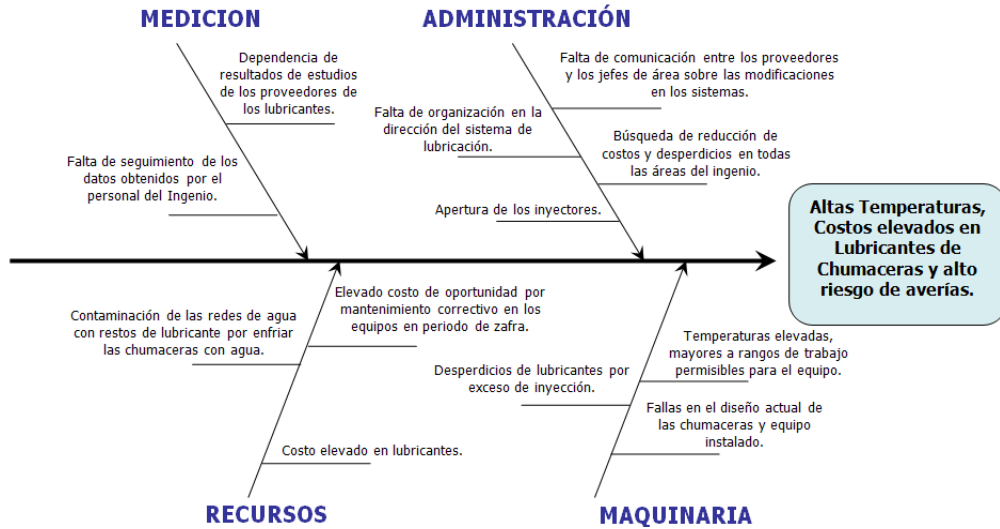 MEDICION
ADMINISTRACIÓN
Dependencia de
resultados de estudios
de los proveedores de
los lubricantes.
Falta de seguimiento de los
datos obtenidos por el
personal del Ingenio.
Falta de comunicación entre los proveedores
y los jefes de área sobre las modificaciones
en los sistemas.
Falta de organización en la
dirección del sistema de
lubricación.
Búsqueda de reducción de
costos y desperdicios en todas
las áreas del ingenio.
Apertura de los inyectores.
Altas Temperaturas,
Costos elevados en
Lubricantes de
Chumaceras y alto
riesgo de averías.
Contaminación de las redes de agua
con restos de lubricante por enfriar
las chumaceras con agua.
Elevado costo de oportunidad por
mantenimiento correctivo en los
equipos en periodo de zafra.
Costo elevado en lubricantes.
Desperdicios de lubricantes por
exceso de inyección.
Temperaturas elevadas,
mayores a rangos de trabajo
permisibles para el equipo.
Fallas en el diseño actual de
las chumaceras y equipo
instalado.
RECURSOS
MAQUINARIA